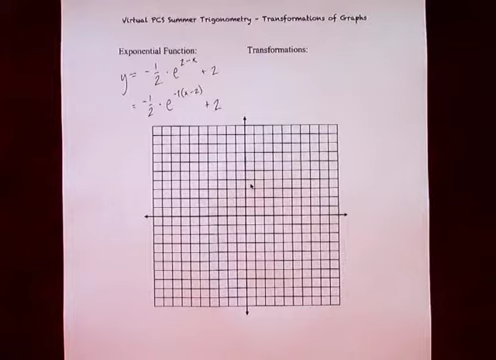 Virtual PCS Summer Trigonometry - Transformations of Graphs
Exponential Function: Transformations:
y = -1/2 · e^(2-x) + 2
= -1/2 · e^(-1(x-2)) + 2